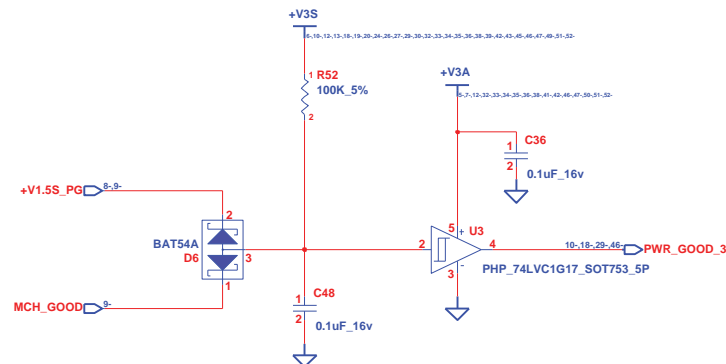 +V3S
6-,10-,12-,13-,18-,19-,20-,24-,26-,27-,29-,30-,32-,33-,34-,35-,36-,38-,39-,42-,43-,45-,46-,47-,49-,51-,52-
1 R52
100K_5%
2
+V3A
5-,7-,12-,32-,33-,34-,35-,36-,38-,41-,42-,46-,47-,50-,51-,52-
C36
1
2
0.1uF_16v
+V1.5S_PG 8-,9-
2
BAT54A
D6 3
1
MCH_GOOD 9-
5 + U3
2 4
10-,18-,29-,46- PWR_GOOD_3
3 -
PHP_74LVC1G17_SOT753_5P
C48
1
2
0.1uF_16v